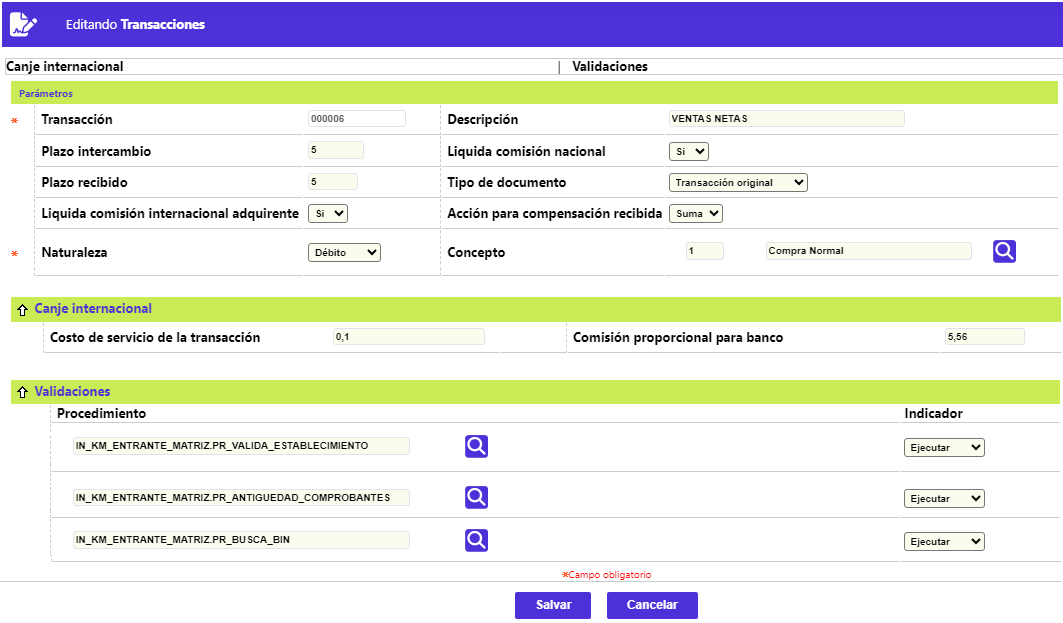 Editando Transacciones
Canje internacional | Validaciones
Parámetros
* Transacción 000006 Descripción VENTAS NETAS
Plazo intercambio 5 Liquida comisión nacional Si
Plazo recibido 5 Tipo de documento Transacción original
Liquida comisión internacional adquirente Si Acción para compensación recibida Suma
* Naturaleza Débito Concepto 1 Compra Normal
Canje internacional
Costo de servicio de la transacción 0,1 Comisión proporcional para banco 5,56
Validaciones
Procedimiento Indicador
IN_KM_ENTRANTE_MATRIZ.PR_VALIDA_ESTABLECIMIENTO Ejecutar
IN_KM_ENTRANTE_MATRIZ.PR_ANTIGUEDAD_COMPROBANTES Ejecutar
IN_KM_ENTRANTE_MATRIZ.PR_BUSCA_BIN Ejecutar
*Campo obligatorio
Salvar Cancelar